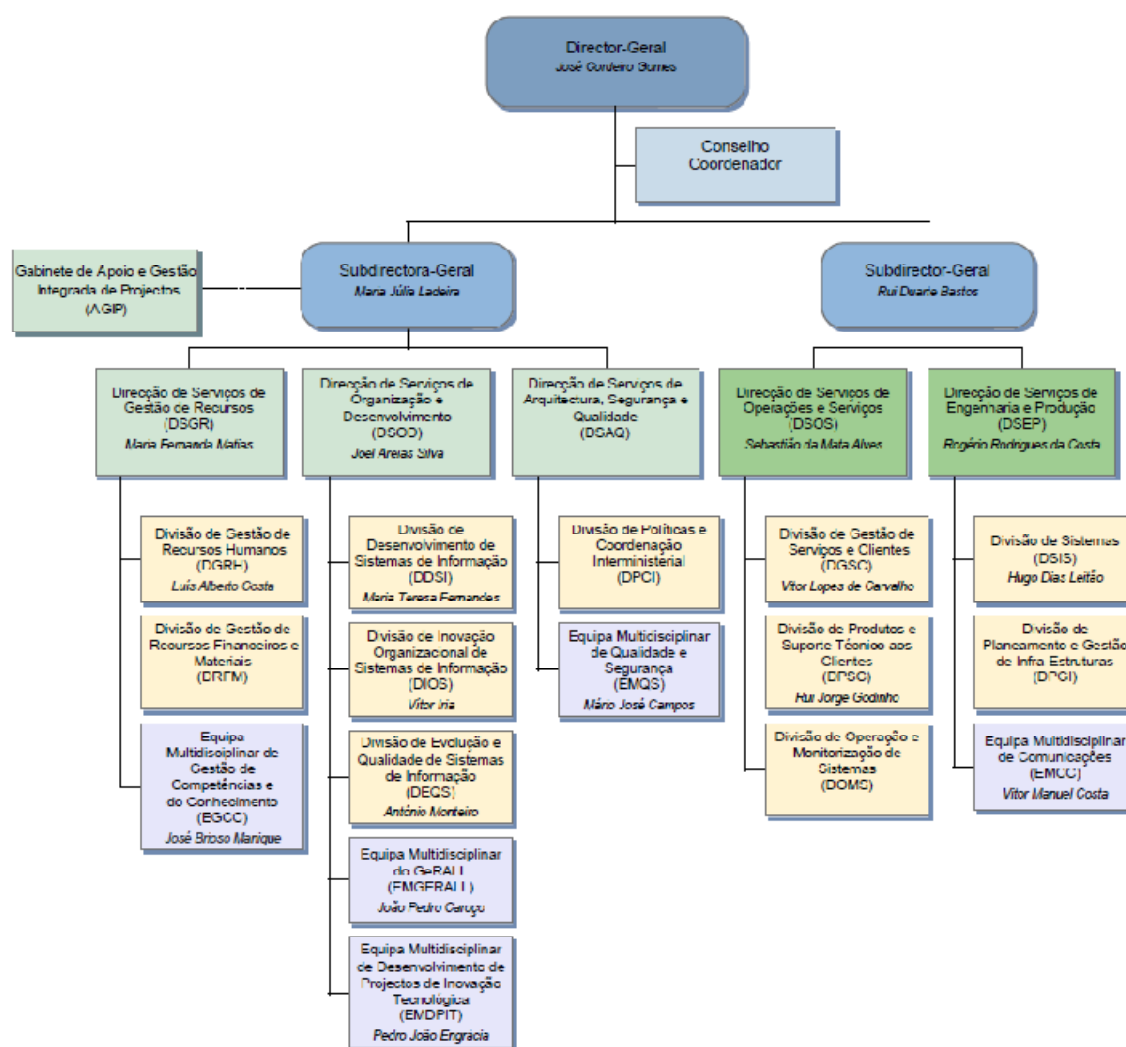 Director-Geral
José Cordeiro Gomes
Conselho
Coordenador
Gabinete de Apoio e Gestão
Integrada de Projectos
(AGIP)
Subdirectora-Geral
Maria Júlia Ladeira
Subdirector-Geral
Rui Duarte Bastos
Direcção de Serviços de
Gestão de Recursos
(DSGR)
Maria Fernanda Matias
Direcção de Serviços de
Organização e
Desenvolvimento
(DSOD)
Joel Areias Silva
Direcção de Serviços de
Arquitectura, Segurança e
Qualidade
(DSAQ)
Direcção de Serviços de
Operações e Serviços
(DSOS)
Sebastião da Mata Alves
Direcção de Serviços de
Engenharia e Produção
(DSEP)
Rogério Rodrigues da Costa
Divisão de Gestão de
Recursos Humanos
(DGRH)
Luís Alberto Costa
Divisão de Gestão de
Recursos Financeiros e
Materiais
(DRFM)
Equipa
Multidisciplinar de
Gestão de
Competências e
do Conhecimento
(EGCC)
José Brioso
Divisão de
Desenvolvimento de
Sistemas de Informação
(DDSI)
Maria Teresa Fernandes
Divisão de Inovação
Organizacional de
Sistemas de Informação
(DIOS)
Vítor Iria
Divisão de Evolução e
Qualidade de Sistemas
de Informação
(DEQS)
António Monteiro
Equipa Multidisciplinar
do GeRALL
(EMGERALL)
João Pedro
Equipa Multidisciplinar
de Desenvolvimento de
Projectos de Inovação
Tecnológica
(EMDPIT)
Pedro João Engrácia
Divisão de Políticas e
Coordenação
Interministérial
(DPCI)
Equipa Multidisciplinar
de Qualidade e
Segurança
(EMQS)
Mário José Campos
Divisão de Gestão de
Serviços e Clientes
(DGSC)
Vitor Lopes de Carvalho
Divisão de Produtos e
Suporte Técnico aos
Clientes
(DPSC)
Rui Jorge Godinho
Divisão de Operação e
Monitorização de
Sistemas
(DOMS)
Divisão de Sistemas
(DSIS)
Hugo Dias Leitão
Divisão de
Planeamento e Gestão
de Infra Estruturas
(DPGI)
Equipa Multidisciplinar
de Comunicações
(EMCC)
Vitor Manuel Costa